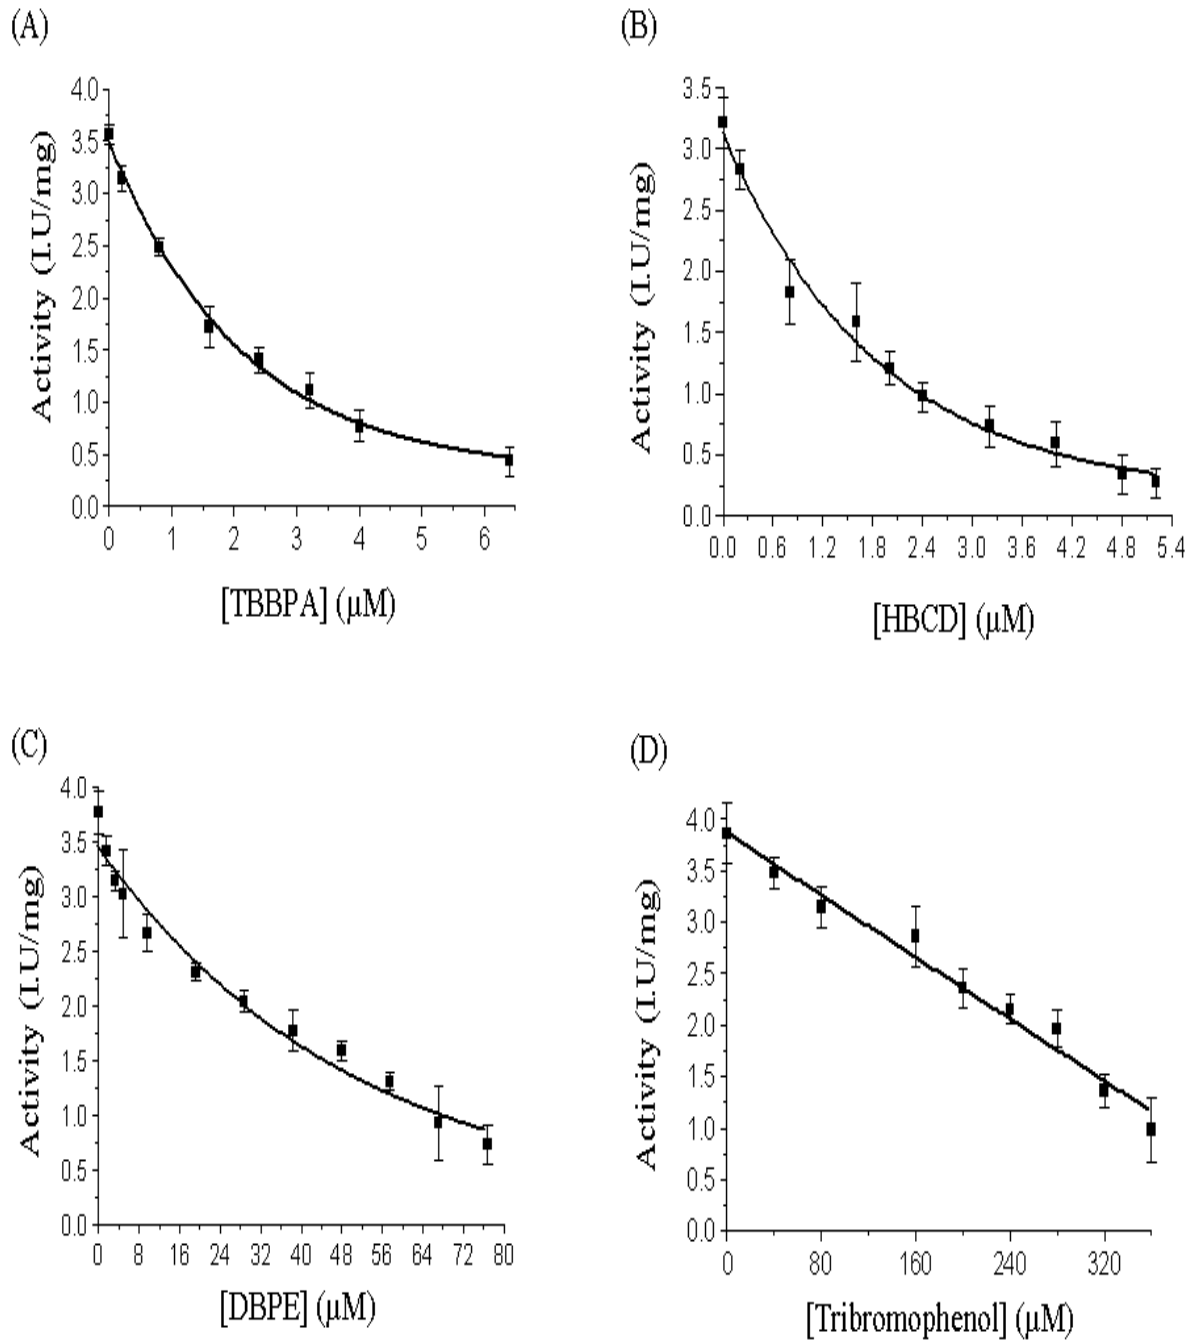 (A)
4.0
3.5
3.0
2.5
2.0
1.5
1.0
0.5
0.0
Activity (I.U/mg)
0 1 2 3 4 5 6
[TBBPA] (µM)
(B)
3.5
3.0
2.5
2.0
1.5
1.0
0.5
0.0
Activity (I.U/mg)
0.0 0.6 1.2 1.8 2.4 3.0 3.6 4.2 4.8 5.4
[HBCD] (µM)
(C)
4.0
3.5
3.0
2.5
2.0
1.5
1.0
0.5
0.0
Activity (I.U/mg)
0 8 16 24 32 40 48 56 64 72 80
[DBPE] (µM)
(D)
4.0
3.5
3.0
2.5
2.0
1.5
1.0
0.5
0.0
Activity (I.U/mg)
0 80 160 240 320
[Tribromophenol] (µM)